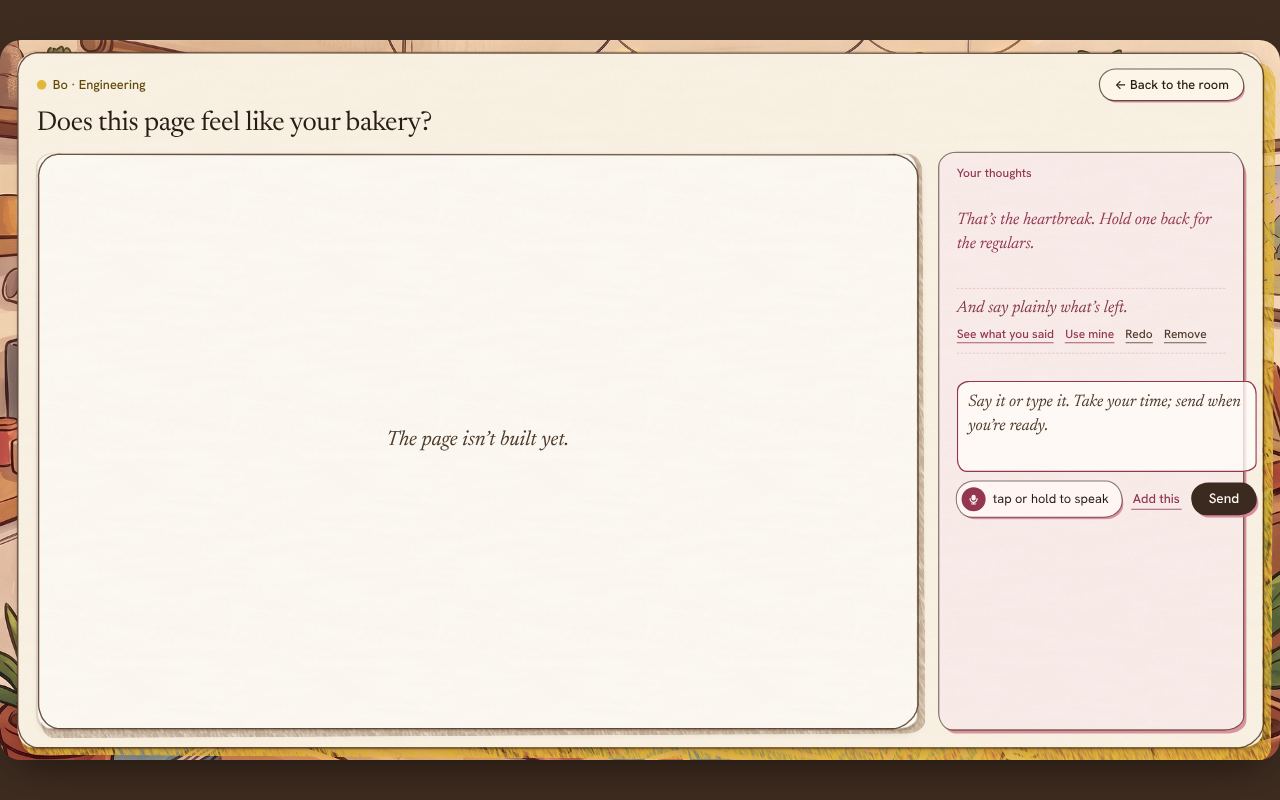 Bo · Engineering
← Back to the room
Does this page feel like your bakery?
The page isn’t built yet.
Your thoughts
That’s the heartbreak. Hold one back for
the regulars.
And say plainly what’s left.
See what you said Use mine Redo Remove
Say it or type it. Take your time; send when
you’re ready.
tap or hold to speak Add this Send